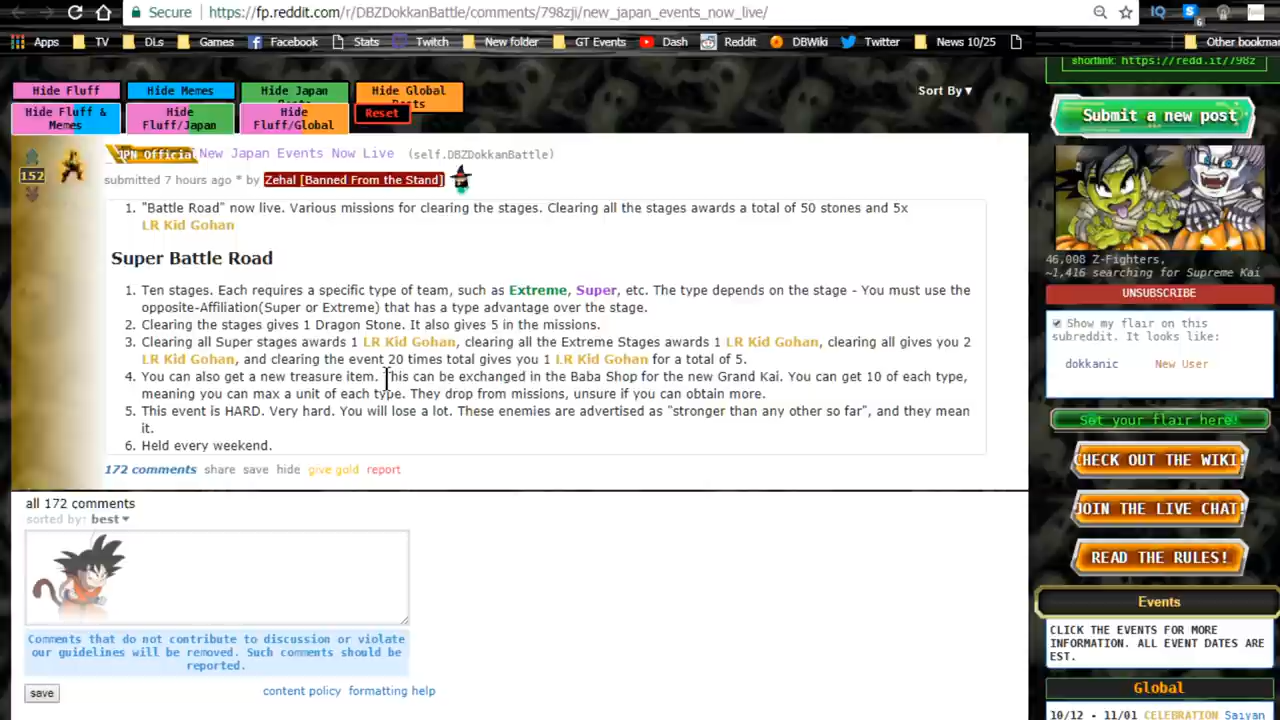 Secure https://fp.reddit.com/r/DBZDokkanBattle/comments/798zji/new_japan_events_now_live/
6
Apps TV DLs Games Facebook Stats Twitch New folder GT Events Dash Reddit DBWiki Twitter News 10/25 Other bookmar
Hide Fluff Hide Memes Hide Japan Hide Global
Hide Fluff & Memes Hide Fluff/Japan Hide Fluff/Global Reset
Sort By ▾
shortlink: https://redd.it/798z
Submit a new post
JPN Official New Japan Events Now Live (self.DBZDokkanBattle)
152
submitted 7 hours ago * by Zehal [Banned From the Stand]
1. "Battle Road" now live. Various missions for clearing the stages. Clearing all the stages awards a total of 50 stones and 5x
LR Kid Gohan
Super Battle Road
1. Ten stages. Each requires a specific type of team, such as Extreme, Super, etc. The type depends on the stage - You must use the
opposite-Affiliation(Super or Extreme) that has a type advantage over the stage.
2. Clearing the stages gives 1 Dragon Stone. It also gives 5 in the missions.
3. Clearing all Super stages awards 1 LR Kid Gohan, clearing all the Extreme Stages awards 1 LR Kid Gohan, clearing all gives you 2
LR Kid Gohan, and clearing the event 20 times total gives you 1 LR Kid Gohan for a total of 5.
4. You can also get a new treasure item. This can be exchanged in the Baba Shop for the new Grand Kai. You can get 10 of each type,
meaning you can max a unit of each type. They drop from missions, unsure if you can obtain more.
5. This event is HARD. Very hard. You will lose a lot. These enemies are advertised as "stronger than any other so far", and they mean
it.
6. Held every weekend.
172 comments share save hide give gold report
all 172 comments
sorted by: best ▾
Comments that do not contribute to discussion or violate
our guidelines will be removed. Such comments should be
reported.
save
content policy formatting help
46,008 Z-Fighters,
~1,416 searching for Supreme Kai
UNSUBSCRIBE
Show my flair on this
subreddit. It looks like:
dokkanic New User
Set your flair here!
CHECK OUT THE WIKI!
JOIN THE LIVE CHAT!
READ THE RULES!
Events
CLICK THE EVENTS FOR MORE
INFORMATION. ALL EVENT DATES ARE
EST.
Global
10/12 - 11/01 CELEBRATION Saiyan